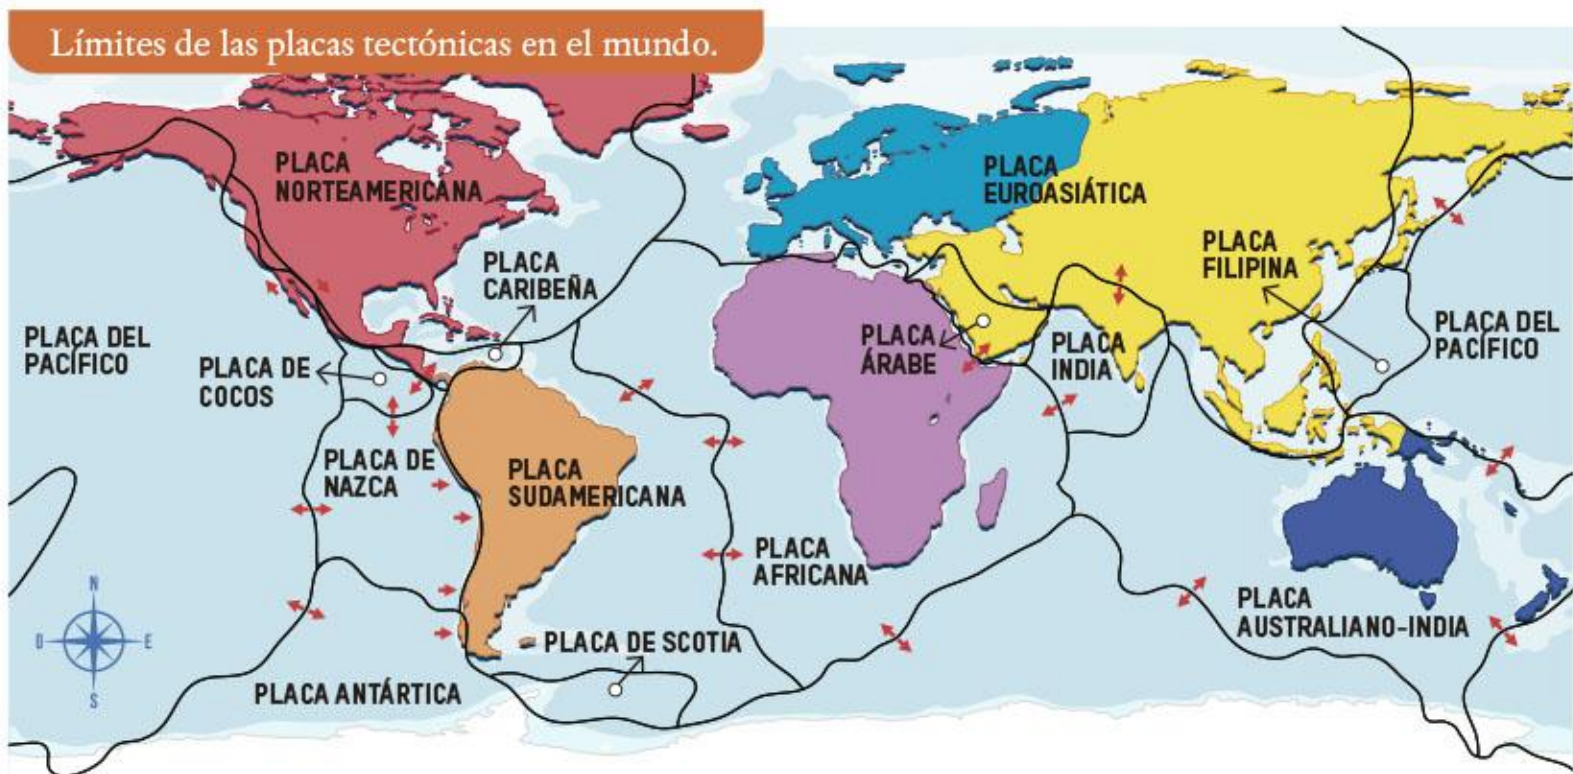 Límites de las placas tectónicas en el mundo.
PLACA
NORTEAMERICANA
PLACA
EUROASIÁTICA
PLACA
CARIBEÑA
PLACA
FILIPINA
PLACA DEL
PACÍFICO
PLACA DE
COCOS
PLACA
ÁRABE
PLACA
INDIA
PLACA DEL
PACÍFICO
PLACA DE
NAZCA
PLACA
SUDAMERICANA
PLACA
AFRICANA
PLACA
AUSTRALIANO-INDIA
PLACA DE SCOTIA
PLACA ANTÁRTICA
N
O
E
S